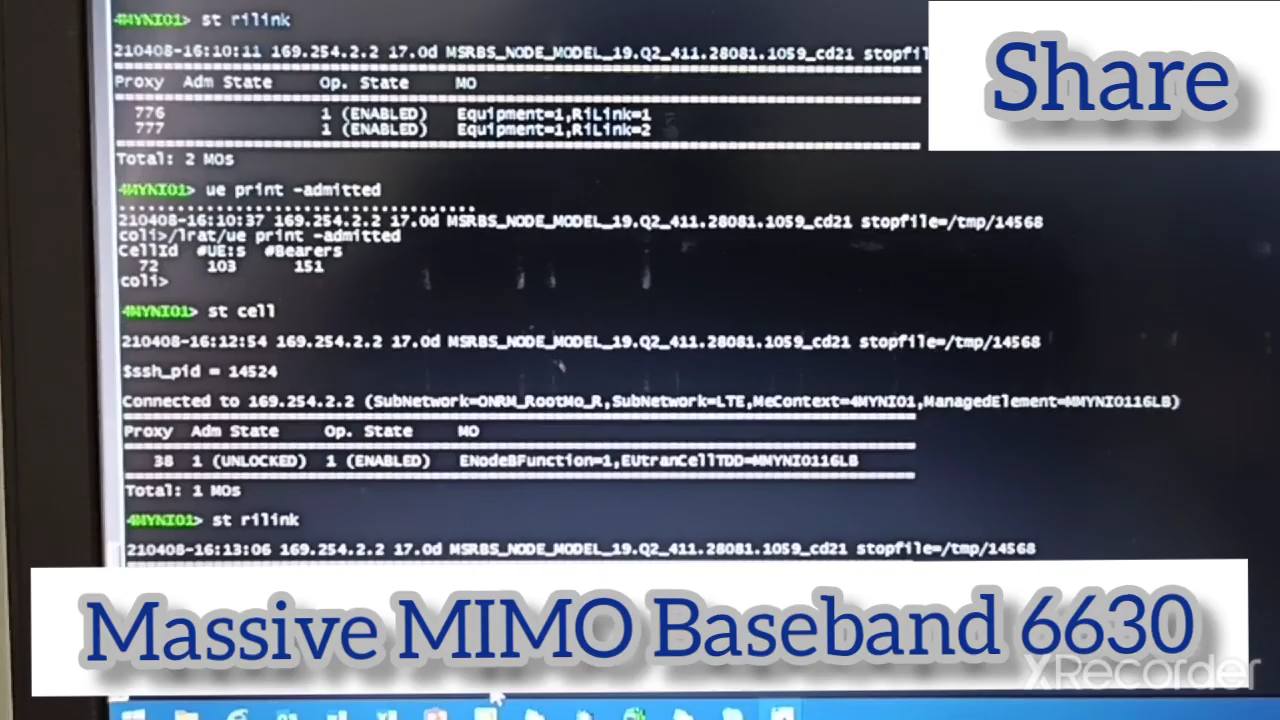 4MYNI01> st rilink
210408-16:10:11 169.254.2.2 17.0d MSRBS_NODE_MODEL_19.Q2_411.28081.1059_cd21 stopfil
Share
Proxy Adm State Op. State MO
776 1 (ENABLED) Equipment=1,RiLink=1
777 1 (ENABLED) Equipment=1,RiLink=2
Total: 2 MOs
4MYNI01> ue print -admitted
210408-16:10:37 169.254.2.2 17.0d MSRBS_NODE_MODEL_19.Q2_411.28081.1059_cd21 stopfile=/tmp/14568
coli>/lrat/ue print -admitted
CellId #UE:s #Bearers
72 103 151
coli>
4MYNI01> st cell
210408-16:12:54 169.254.2.2 17.0d MSRBS_NODE_MODEL_19.Q2_411.28081.1059_cd21 stopfile=/tmp/14568
$ssh_pid = 14524
Connected to 169.254.2.2 (SubNetwork=ONRM_RootMo_R,SubNetwork=LTE,MeContext=4MYNI01,ManagedElement=MMYNI0116LB)
Proxy Adm State Op. State MO
38 1 (UNLOCKED) 1 (ENABLED) ENodeBFunction=1,EUtranCellTDD=MMYNI0116LB
Total: 1 MOs
4MYNI01> st rilink
210408-16:13:06 169.254.2.2 17.0d MSRBS_NODE_MODEL_19.Q2_411.28081.1059_cd21 stopfile=/tmp/14568
Massive MIMO Baseband 6630
XRecorder